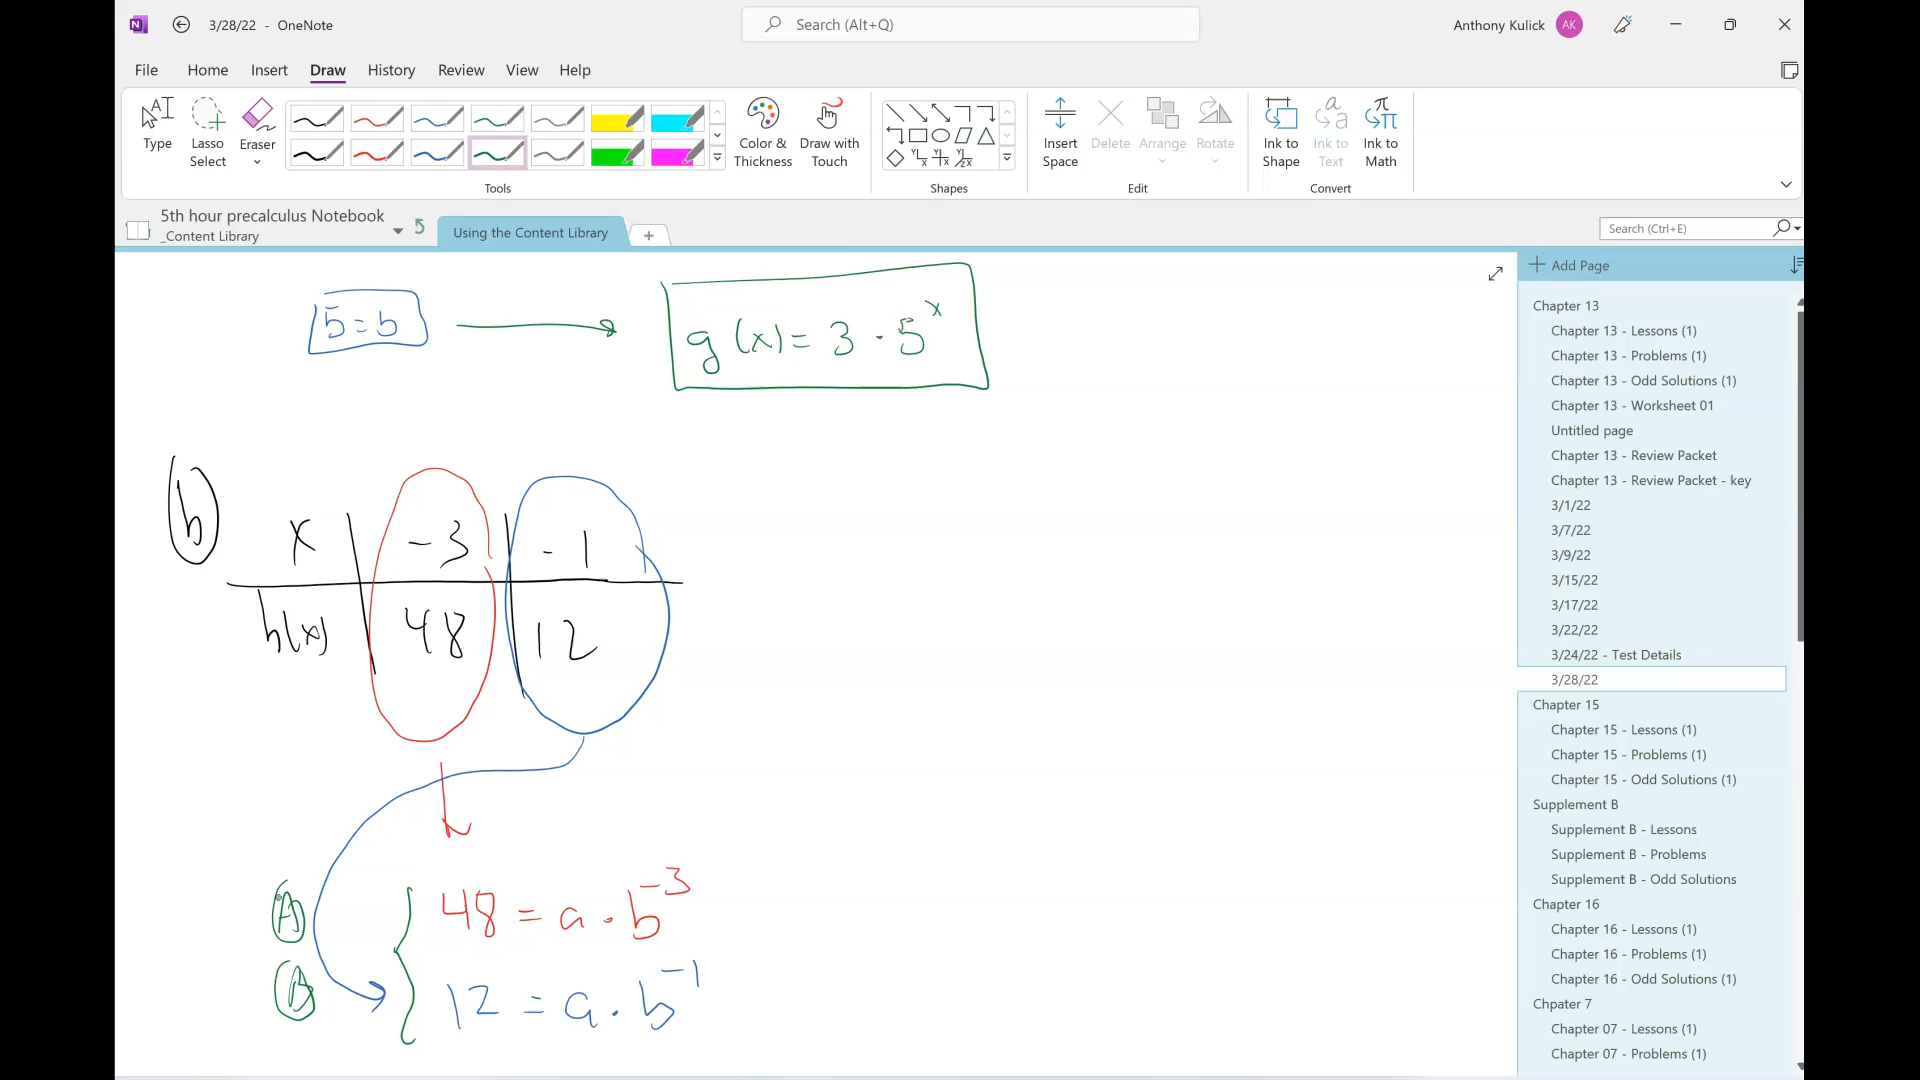 3/28/22 - OneNote
Search (Alt+Q)
Anthony Kulick
AK
File Home Insert Draw History Review View Help
Type
Lasso Select
Eraser
Color & Thickness
Draw with Touch
Insert Space
Delete
Arrange
Rotate
Ink to Shape
Ink to Text
Ink to Math
Tools
Shapes
Edit
Convert
5th hour precalculus Notebook
_Content Library
Using the Content Library
Search (Ctrl+E)
5 = b
g(x) = 3 · 5^x
b
x | -3 | -1
h(x) | 48 | 12
A 48 = a · b^-3
B 12 = a · b^-1
Add Page
Chapter 13
Chapter 13 - Lessons (1)
Chapter 13 - Problems (1)
Chapter 13 - Odd Solutions (1)
Chapter 13 - Worksheet 01
Untitled page
Chapter 13 - Review Packet
Chapter 13 - Review Packet - key
3/1/22
3/7/22
3/9/22
3/15/22
3/17/22
3/22/22
3/24/22 - Test Details
3/28/22
Chapter 15
Chapter 15 - Lessons (1)
Chapter 15 - Problems (1)
Chapter 15 - Odd Solutions (1)
Supplement B
Supplement B - Lessons
Supplement B - Problems
Supplement B - Odd Solutions
Chapter 16
Chapter 16 - Lessons (1)
Chapter 16 - Problems (1)
Chapter 16 - Odd Solutions (1)
Chpater 7
Chapter 07 - Lessons (1)
Chapter 07 - Problems (1)